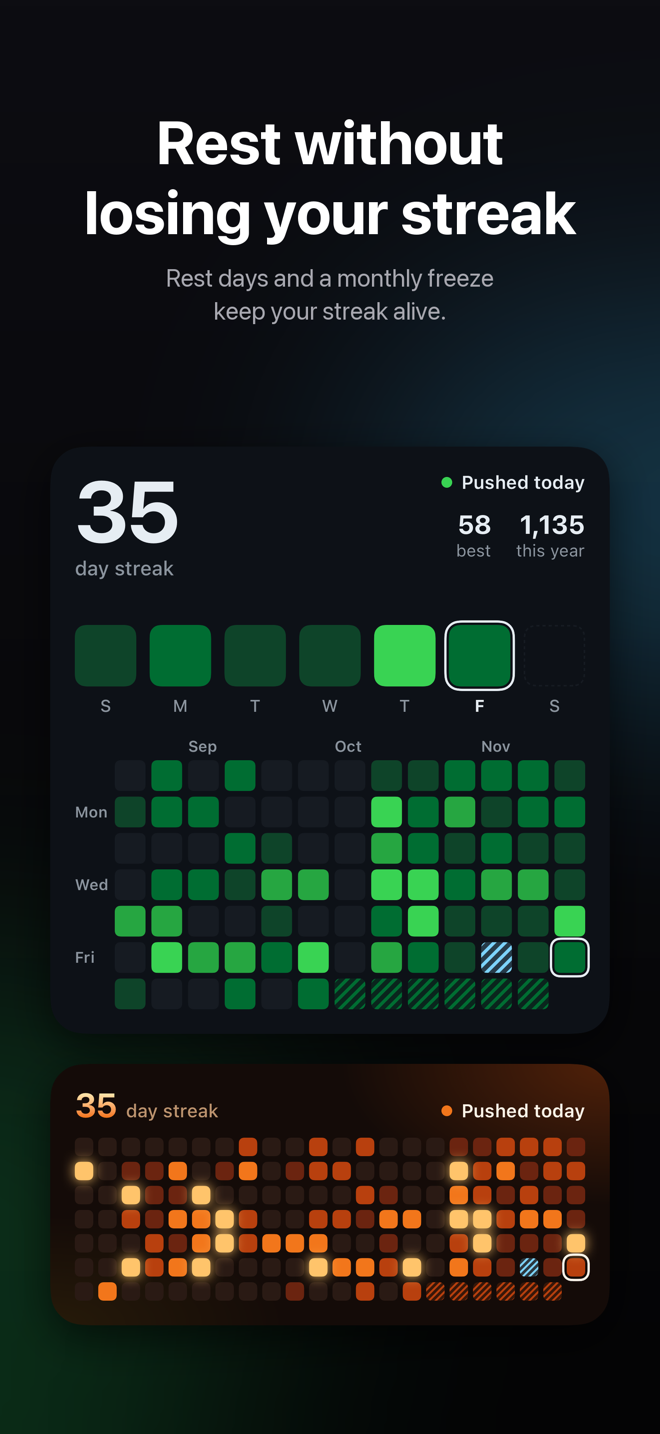 Rest without
losing your streak
Rest days and a monthly freeze
keep your streak alive.
35
day streak
Pushed today
58 1,135
best this year
S M T W T F S
Sep Oct Nov
Mon
Wed
Fri
35 day streak
Pushed today